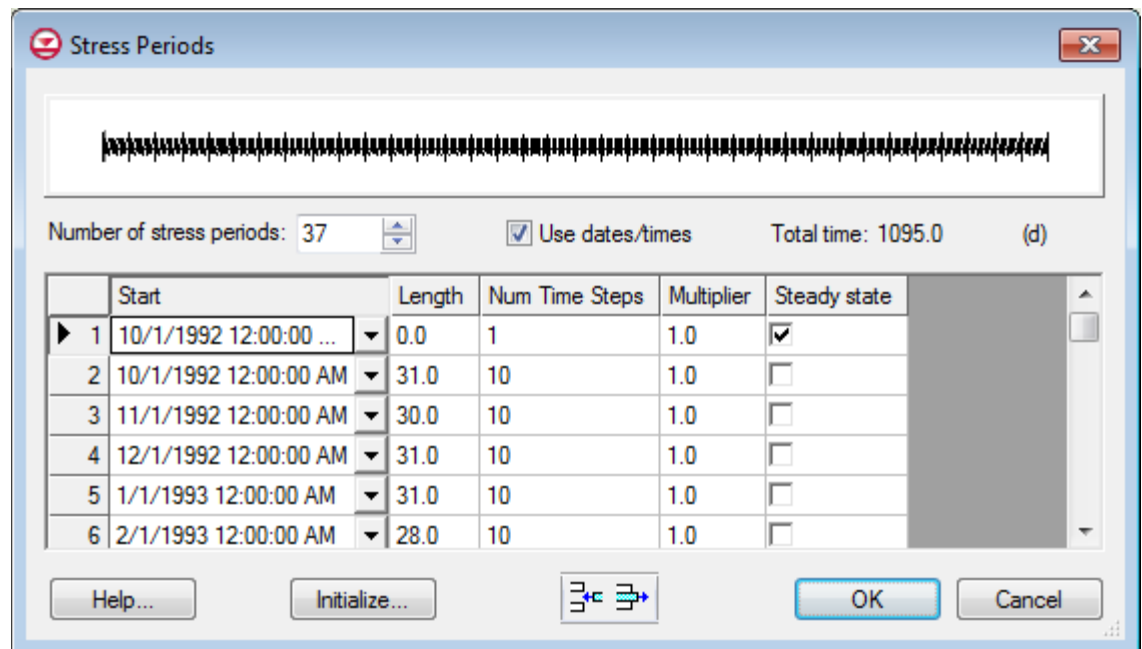 Stress Periods
Number of stress periods: 37 Use dates/times Total time: 1095.0 (d)
Start Length Num Time Steps Multiplier Steady state
1 10/1/1992 12:00:00 ... 0.0 1 1.0
2 10/1/1992 12:00:00 AM 31.0 10 1.0
3 11/1/1992 12:00:00 AM 30.0 10 1.0
4 12/1/1992 12:00:00 AM 31.0 10 1.0
5 1/1/1993 12:00:00 AM 31.0 10 1.0
6 2/1/1993 12:00:00 AM 28.0 10 1.0
Help... Initialize... OK Cancel